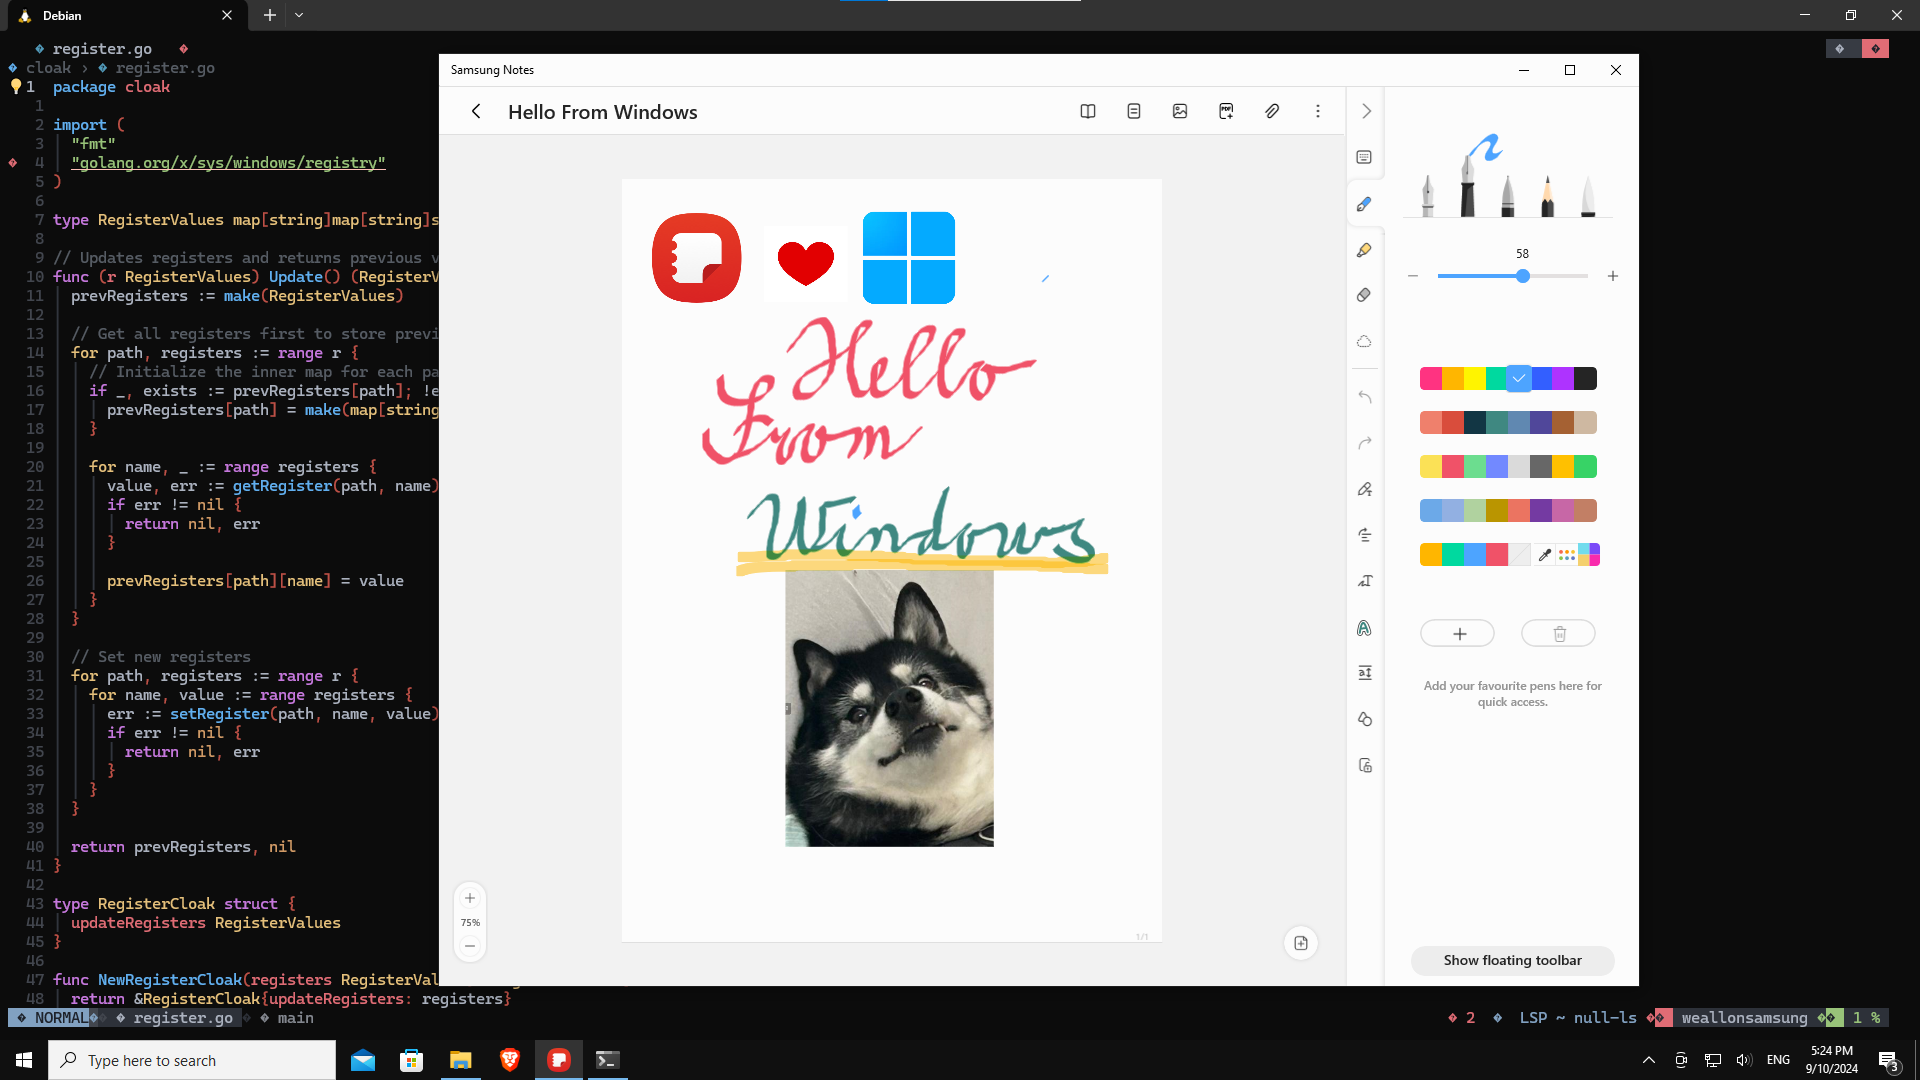 Debian
register.go
cloak › register.go
1 package cloak
1
2 import (
3 "fmt"
4 "golang.org/x/sys/windows/registry"
5 )
6
7 type RegisterValues map[string]map[string]s
8
9 // Updates registers and returns previous v
10 func (r RegisterValues) Update() (RegisterV
11 prevRegisters := make(RegisterValues)
12
13 // Get all registers first to store previ
14 for path, registers := range r {
15 // Initialize the inner map for each pa
16 if _, exists := prevRegisters[path]; !e
17 prevRegisters[path] = make(map[string
18 }
19
20 for name, _ := range registers {
21 value, err := getRegister(path, name)
22 if err != nil {
23 return nil, err
24 }
25
26 prevRegisters[path][name] = value
27 }
28 }
29
30 // Set new registers
31 for path, registers := range r {
32 for name, value := range registers {
33 err := setRegister(path, name, value)
34 if err != nil {
35 return nil, err
36 }
37 }
38 }
39
40 return prevRegisters, nil
41 }
42
43 type RegisterCloak struct {
44 updateRegisters RegisterValues
45 }
46
47 func NewRegisterCloak(registers RegisterVal
48 return &RegisterCloak{updateRegisters: registers}
NORMAL register.go main
2 LSP ~ null-ls weallonsamsung 1 %
Samsung Notes
Hello From Windows
PDF
Hello
From
Windows
1/1
75%
58
Add your favourite pens here for
quick access.
Show floating toolbar
Type here to search
ENG
5:24 PM
9/10/2024
3